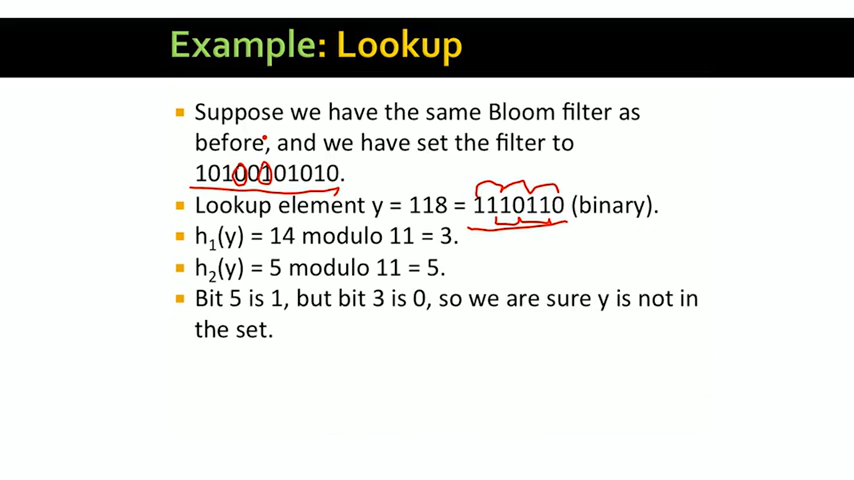 Example: Lookup
▪ Suppose we have the same Bloom filter as
before, and we have set the filter to
10100101010.
▪ Lookup element y = 118 = 1110110 (binary).
▪ h₁(y) = 14 modulo 11 = 3.
▪ h₂(y) = 5 modulo 11 = 5.
▪ Bit 5 is 1, but bit 3 is 0, so we are sure y is not in
the set.